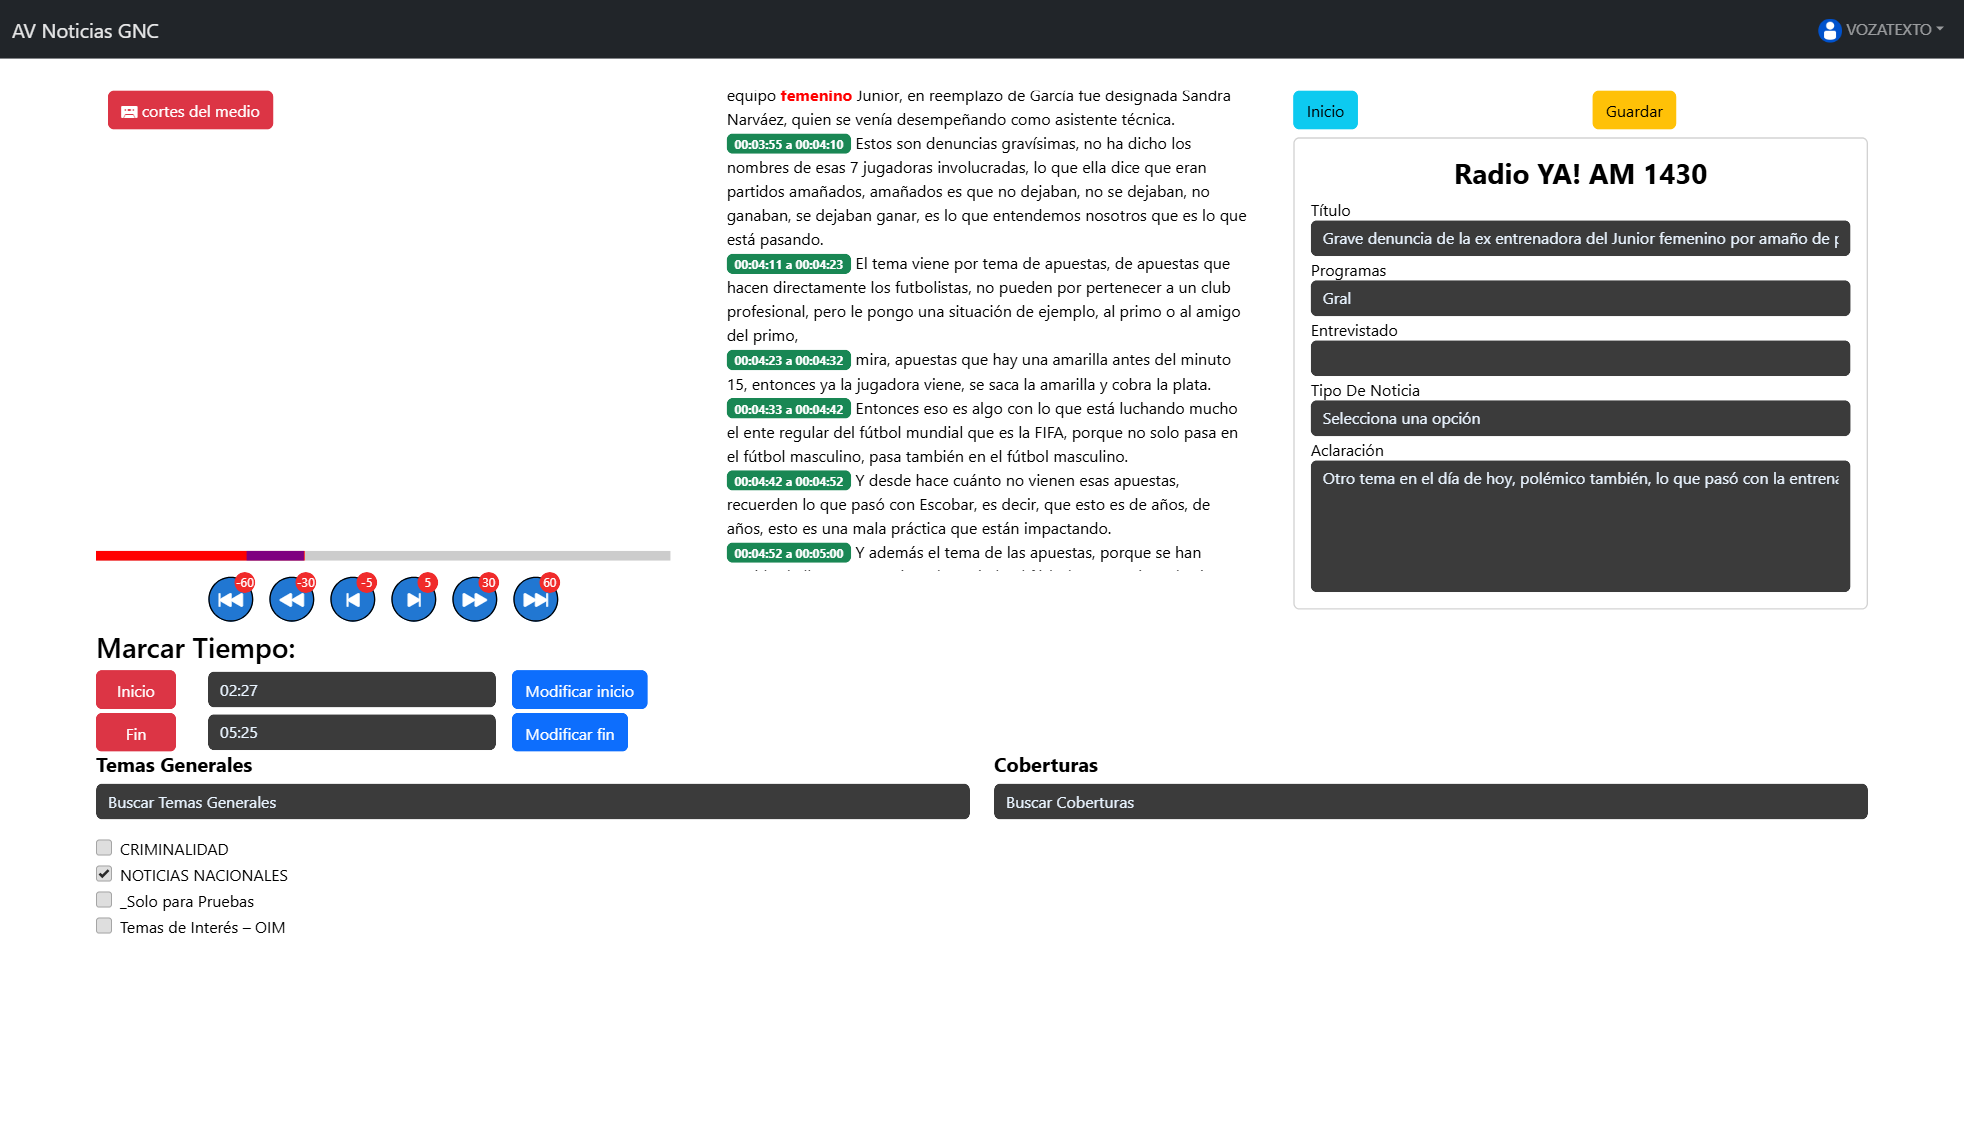 AV Noticias GNC
VOZATEXTO
cortes del medio
equipo femenino Junior, en reemplazo de García fue designada Sandra
Narváez, quien se venía desempeñando como asistente técnica.
00:03:55 a 00:04:10 Estos son denuncias gravísimas, no ha dicho los
nombres de esas 7 jugadoras involucradas, lo que ella dice que eran
partidos amañados, amañados es que no dejaban, no se dejaban, no
ganaban, se dejaban ganar, es lo que entendemos nosotros que es lo que
está pasando.
00:04:11 a 00:04:23 El tema viene por tema de apuestas, de apuestas que
hacen directamente los futbolistas, no pueden por pertenecer a un club
profesional, pero le pongo una situación de ejemplo, al primo o al amigo
del primo,
00:04:23 a 00:04:32 mira, apuestas que hay una amarilla antes del minuto
15, entonces ya la jugadora viene, se saca la amarilla y cobra la plata.
00:04:33 a 00:04:42 Entonces eso es algo con lo que está luchando mucho
el ente regular del fútbol mundial que es la FIFA, porque no solo pasa en
el fútbol masculino, pasa también en el fútbol masculino.
00:04:42 a 00:04:52 Y desde hace cuánto no vienen esas apuestas,
recuerden lo que pasó con Escobar, es decir, que esto es de años, de
años, esto es una mala práctica que están impactando.
00:04:52 a 00:05:00 Y además el tema de las apuestas, porque se han
Inicio
Guardar
Radio YA! AM 1430
Título
Grave denuncia de la ex entrenadora del Junior femenino por amaño de
Programas
Gral
Entrevistado
Tipo De Noticia
Selecciona una opción
Aclaración
Otro tema en el día de hoy, polémico también, lo que pasó con la entrena
-60
-30
-5
5
30
60
Marcar Tiempo:
Inicio
02:27
Modificar inicio
Fin
05:25
Modificar fin
Temas Generales
Buscar Temas Generales
CRIMINALIDAD
NOTICIAS NACIONALES
_Solo para Pruebas
Temas de Interés – OIM
Coberturas
Buscar Coberturas